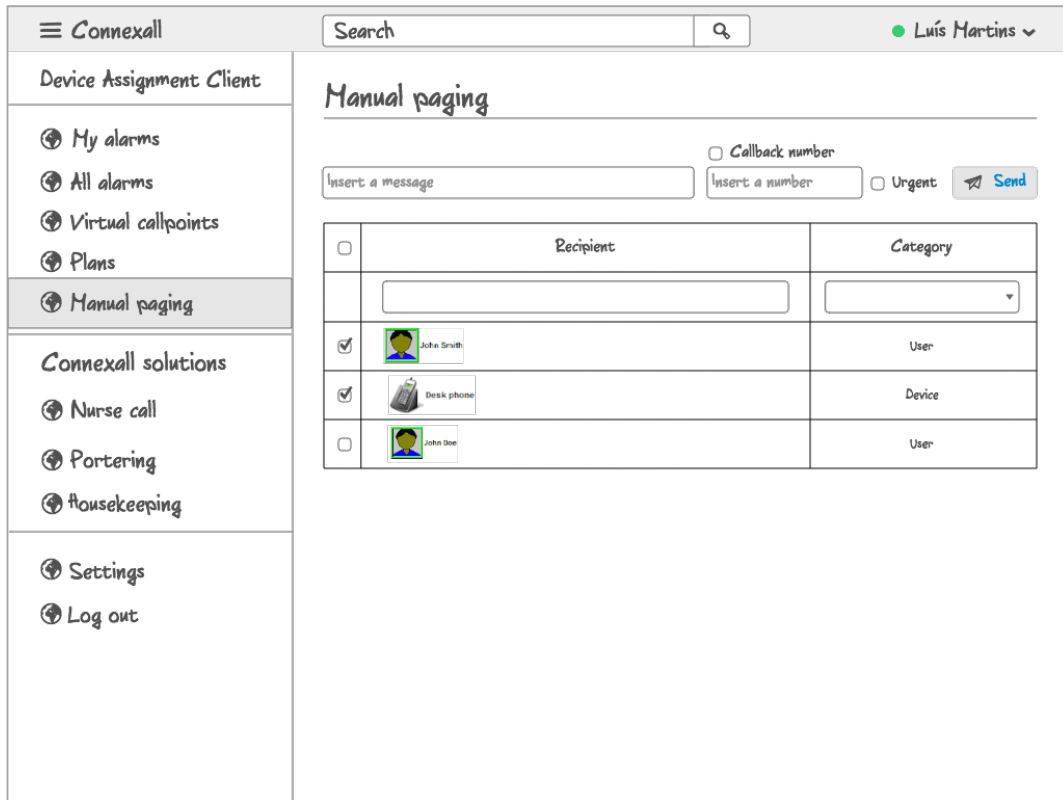 Connexall
Search
Luís Martins
Device Assignment Client
My alarms
All alarms
Virtual callpoints
Plans
Manual paging
Connexall solutions
Nurse call
Portering
Housekeeping
Settings
Log out
Manual paging
Callback number
Insert a message
Insert a number
Urgent
Send
Recipient
Category
John Smith
User
Desk phone
Device
John Doe
User